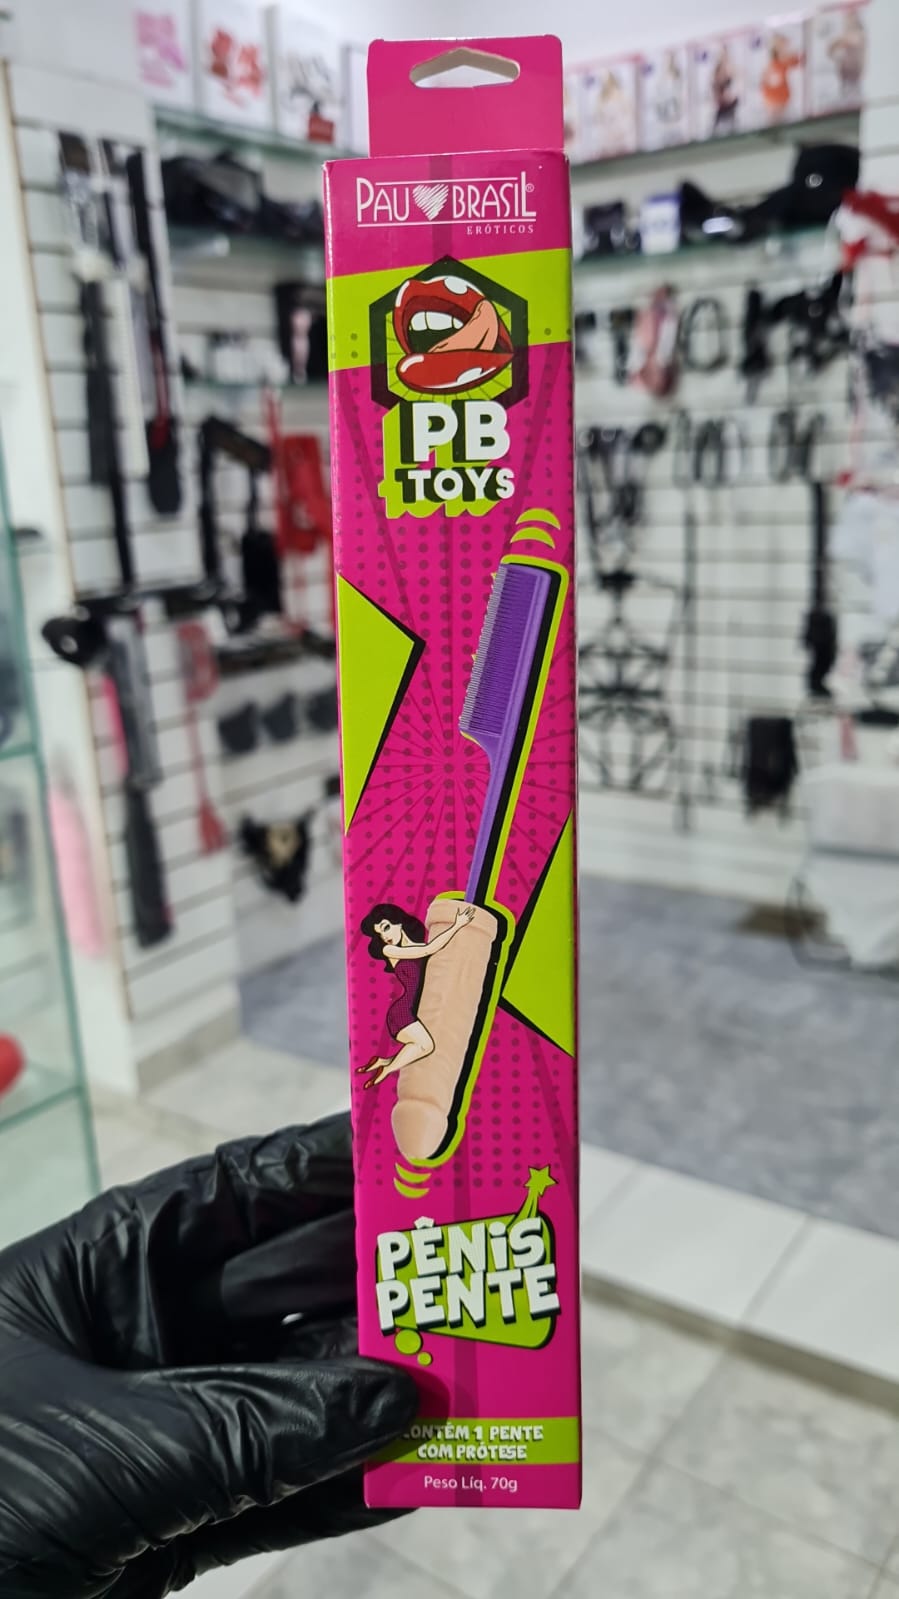 PAU BRASIL®
ERÓTICOS
PB
TOYS
PÊNIS
PENTE
CONTÉM 1 PENTE
COM PRÓTESE
Peso Líq. 70g